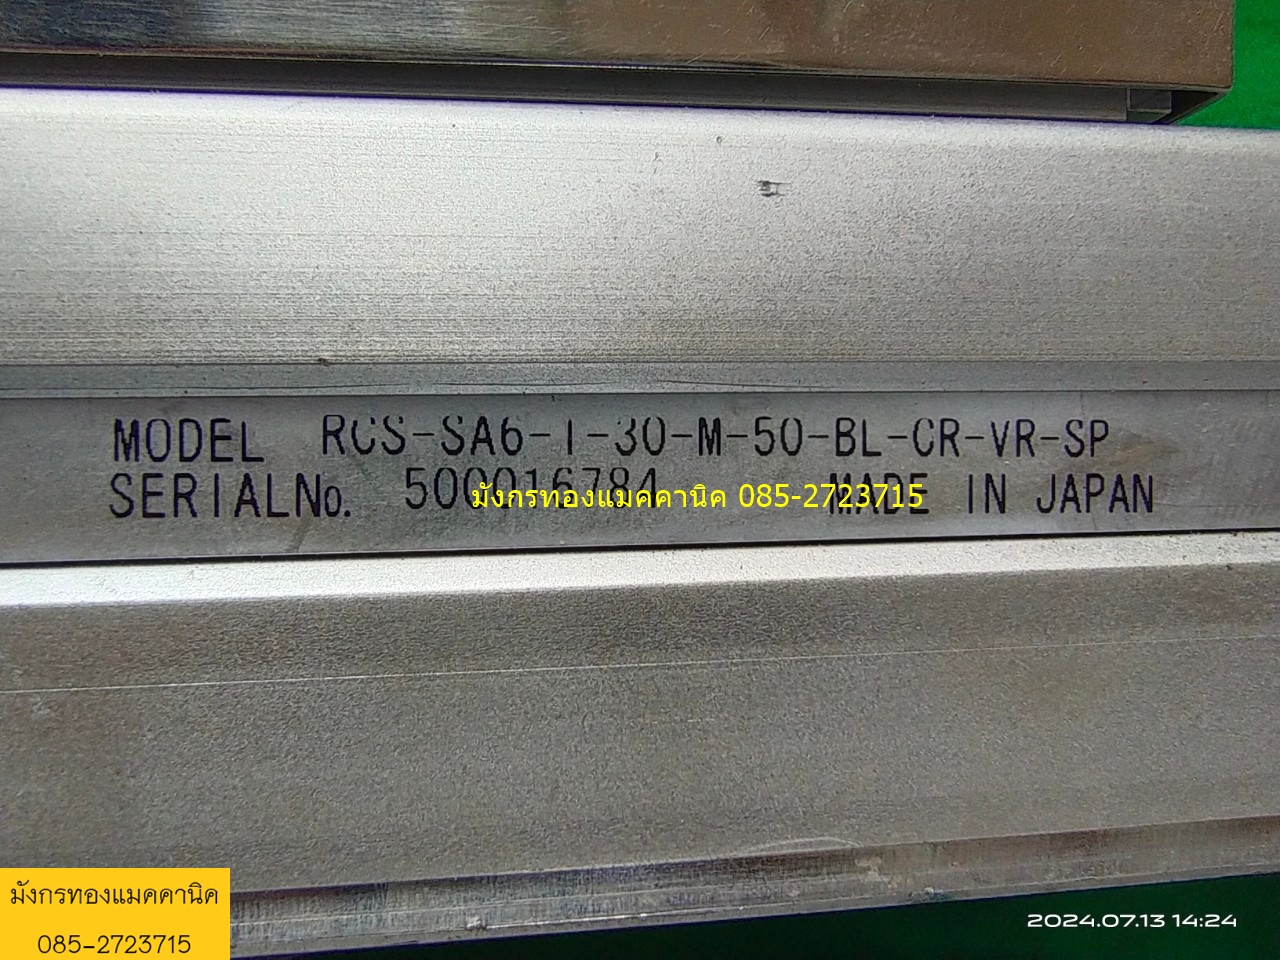 MODEL RCS-SA6-I-30-M-50-BL-CR-VR-SP
SERIALNo. 500016784 MADE IN JAPAN
มังกรทองแมคคานิค 085-2723715
มังกรทองแมคคานิค
085-2723715
2024.07.13 14:24